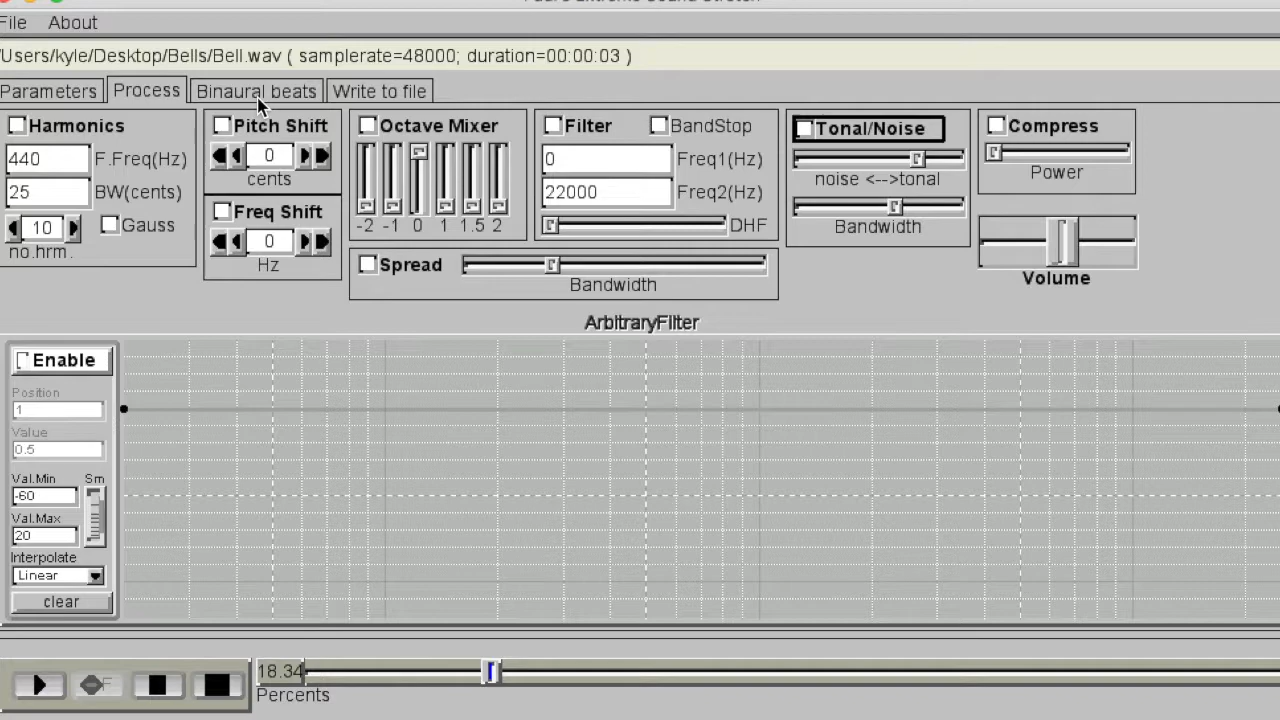 File About
/Users/kyle/Desktop/Bells/Bell.wav ( samplerate=48000; duration=00:00:03 )
Parameters Process Binaural beats Write to file
Harmonics Pitch Shift Octave Mixer Filter BandStop Tonal/Noise Compress
440 F.Freq(Hz) 0 0 Freq1(Hz)
cents noise <-->tonal Power
25 BW(cents) 22000 Freq2(Hz)
Freq Shift
10 Gauss -2 -1 0 1 1.5 2 DHF Bandwidth
no.hrm. 0
Hz Spread
Bandwidth Volume
ArbitraryFilter
Enable
Position
1
Value
0.5
Val.Min Sm
-60
Val.Max
20
Interpolate
Linear
clear
F 18.34
Percents